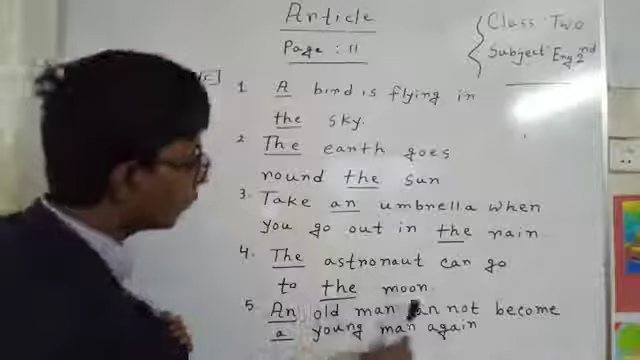 Article
Page : 11
Class Two
Subject: Eng 2nd
1. A bird is flying in
the sky.
2. The earth goes
round the sun
3. Take an umbrella when
you go out in the rain
4. The astronaut can go
to the moon.
5. An old man can not become
a young man again